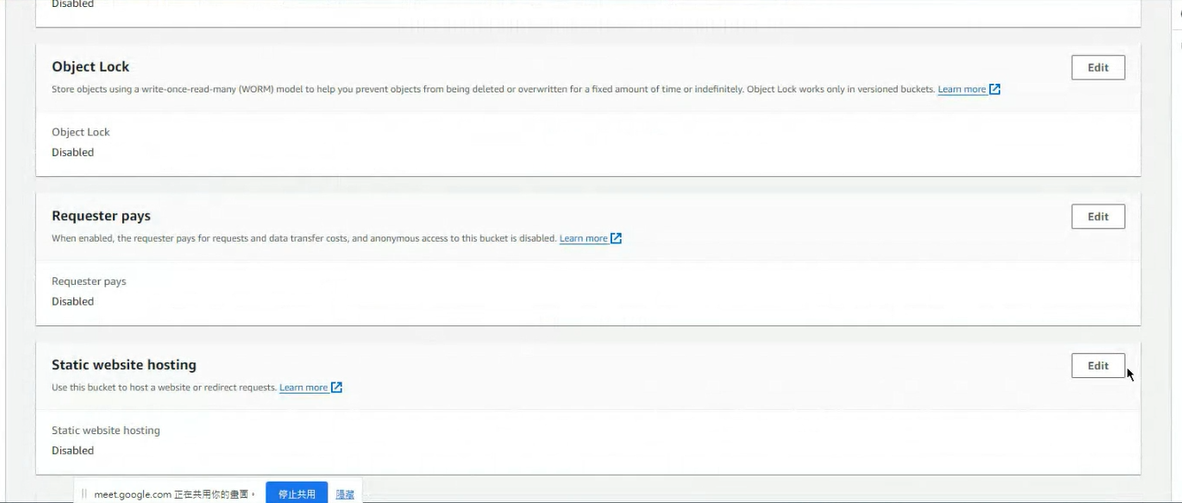 Disabled
Object Lock
Edit
Store objects using a write-once-read-many (WORM) model to help you prevent objects from being deleted or overwritten for a fixed amount of time or indefinitely. Object Lock works only in versioned buckets. Learn more
Object Lock
Disabled
Requester pays
Edit
When enabled, the requester pays for requests and data transfer costs, and anonymous access to this bucket is disabled. Learn more
Requester pays
Disabled
Static website hosting
Edit
Use this bucket to host a website or redirect requests. Learn more
Static website hosting
Disabled
meet.google.com 正在共用你的畫面。 停止共用 隱藏